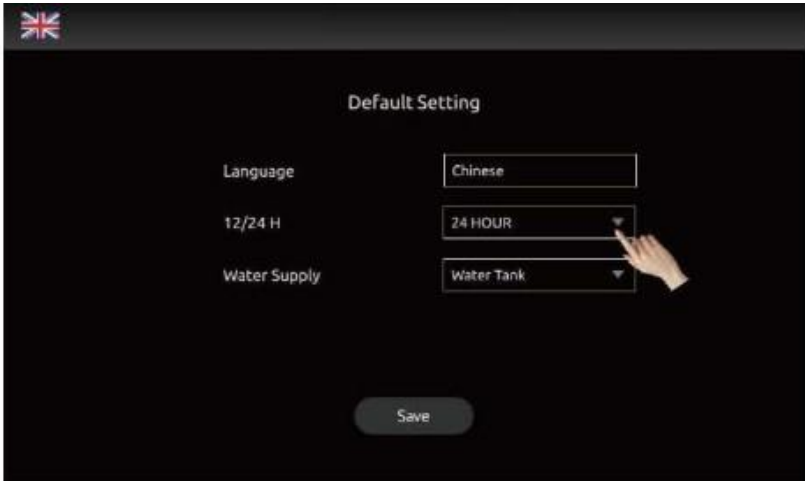 Default Setting
Language Chinese
12/24 H 24 HOUR
Water Supply Water Tank
Save